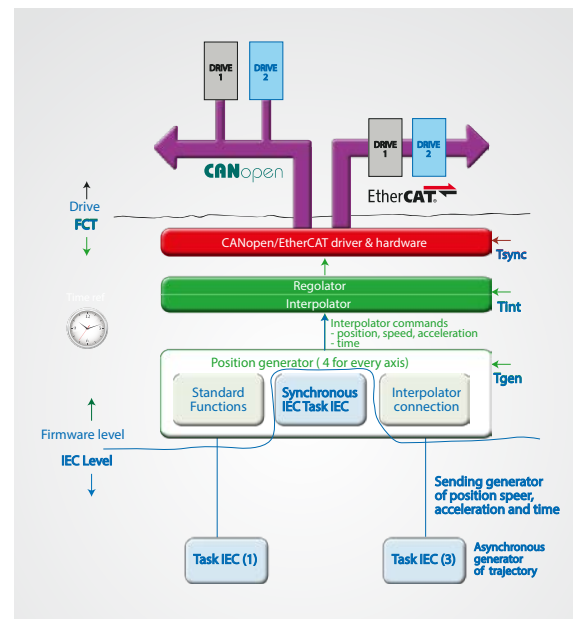 DRIVE
1
DRIVE
2
CANopen
DRIVE
1
DRIVE
2
EtherCAT®
Drive
FCT
CANopen/EtherCAT driver & hardware
Tsync
Regolator
Interpolator
Tint
Time ref
Interpolator commands
- position, speed, acceleration
- time
Position generator ( 4 for every axis)
Tgen
Standard
Functions
Synchronous
IEC Task IEC
Interpolator
connection
Firmware level
IEC Level
Sending generator
of position speer,
acceleration and time
Task IEC (1)
Task IEC (3)
Asynchronous
generator
of trajectory